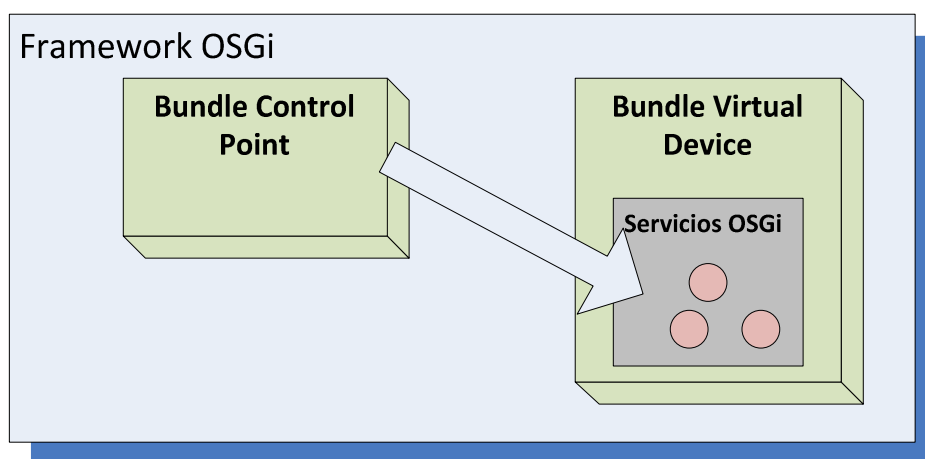 Framework OSGi
Bundle Control
Point
Bundle Virtual
Device
Servicios OSGi